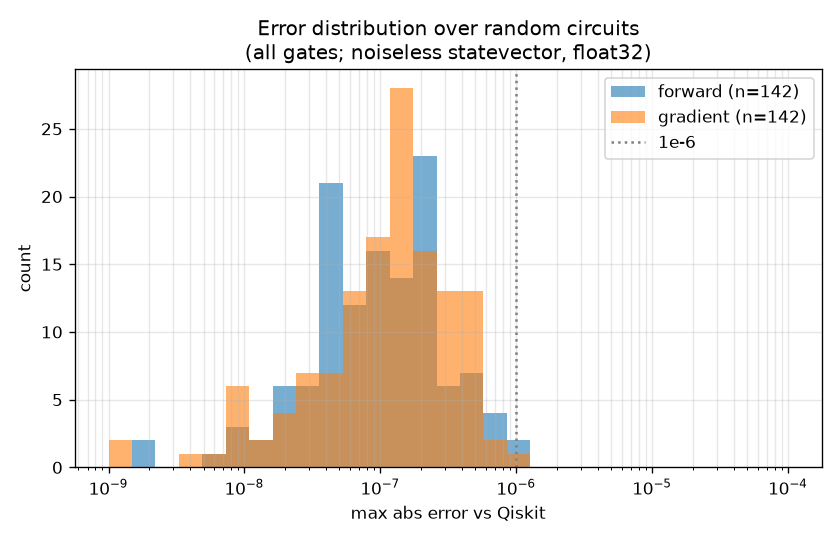 Error distribution over random circuits
(all gates; noiseless statevector, float32)
forward (n=142)
gradient (n=142)
1e-6
count
25
20
15
10
5
0
10⁻⁹
10⁻⁸
10⁻⁷
10⁻⁶
10⁻⁵
10⁻⁴
max abs error vs Qiskit